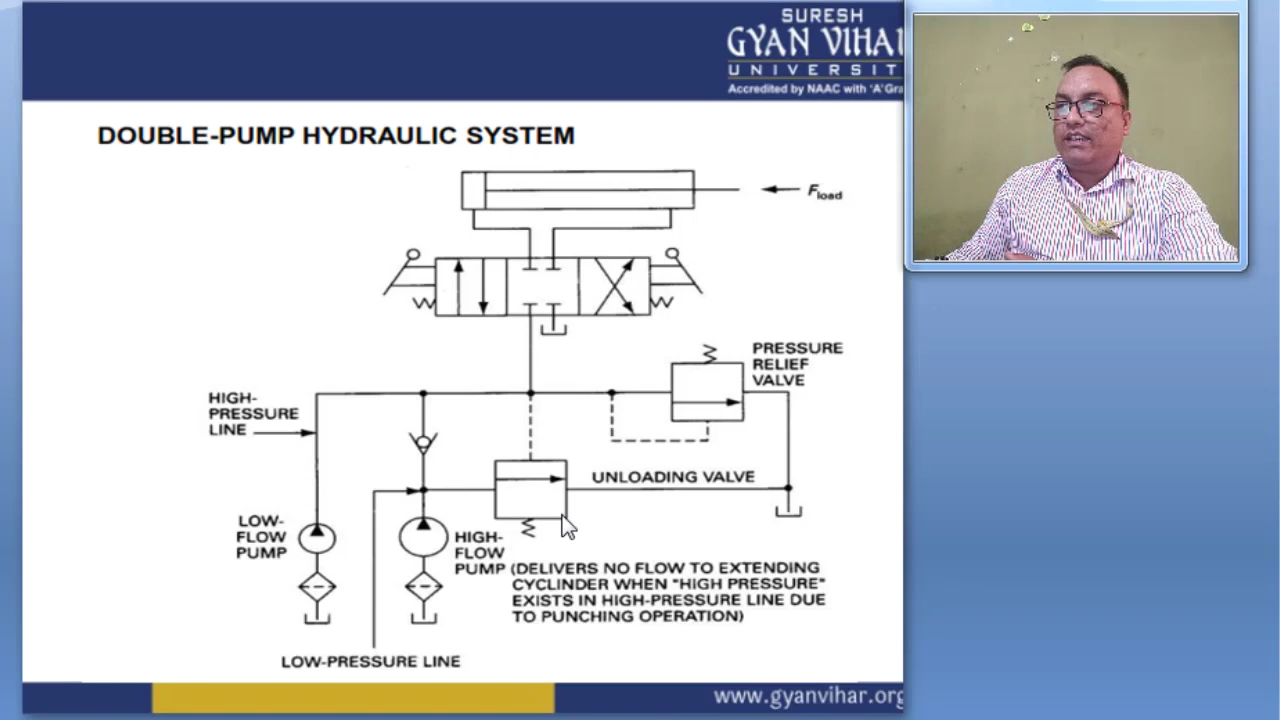 SURESH
GYAN VIHAR
UNIVERSIT
Accredited by NAAC with 'A'Gra
DOUBLE-PUMP HYDRAULIC SYSTEM
Fload
PRESSURE
RELIEF
VALVE
HIGH-
PRESSURE
LINE
UNLOADING VALVE
LOW-
FLOW
PUMP
HIGH-
FLOW
PUMP (DELIVERS NO FLOW TO EXTENDING
CYCLINDER WHEN "HIGH PRESSURE"
EXISTS IN HIGH-PRESSURE LINE DUE
TO PUNCHING OPERATION)
LOW-PRESSURE LINE
www.gyanvihar.org